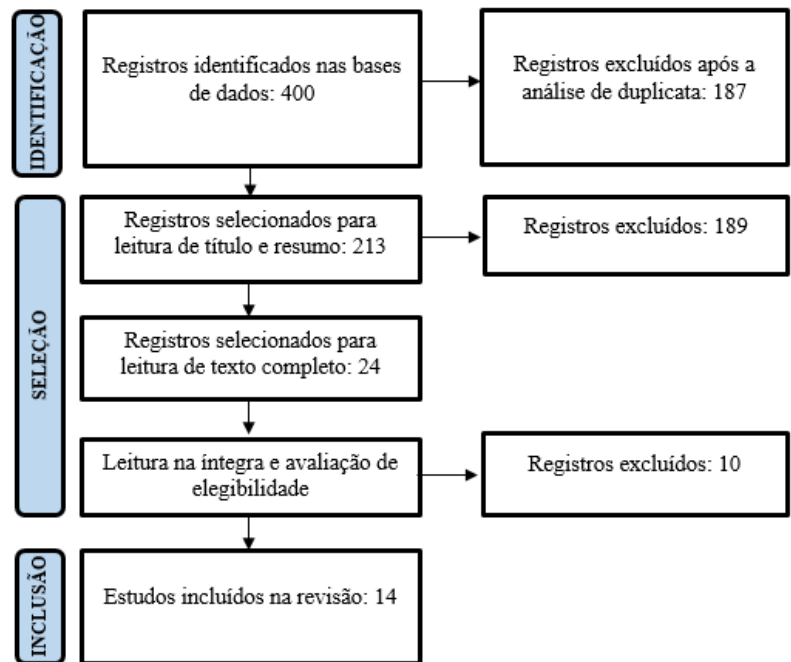 IDENTIFICAÇÃO
Registros identificados nas bases
de dados: 400
Registros excluídos após a
análise de duplicata: 187
SELEÇÃO
Registros selecionados para
leitura de título e resumo: 213
Registros excluídos: 189
Registros selecionados para
leitura de texto completo: 24
Leitura na íntegra e avaliação de
elegibilidade
Registros excluídos: 10
INCLUSÃO
Estudos incluídos na revisão: 14